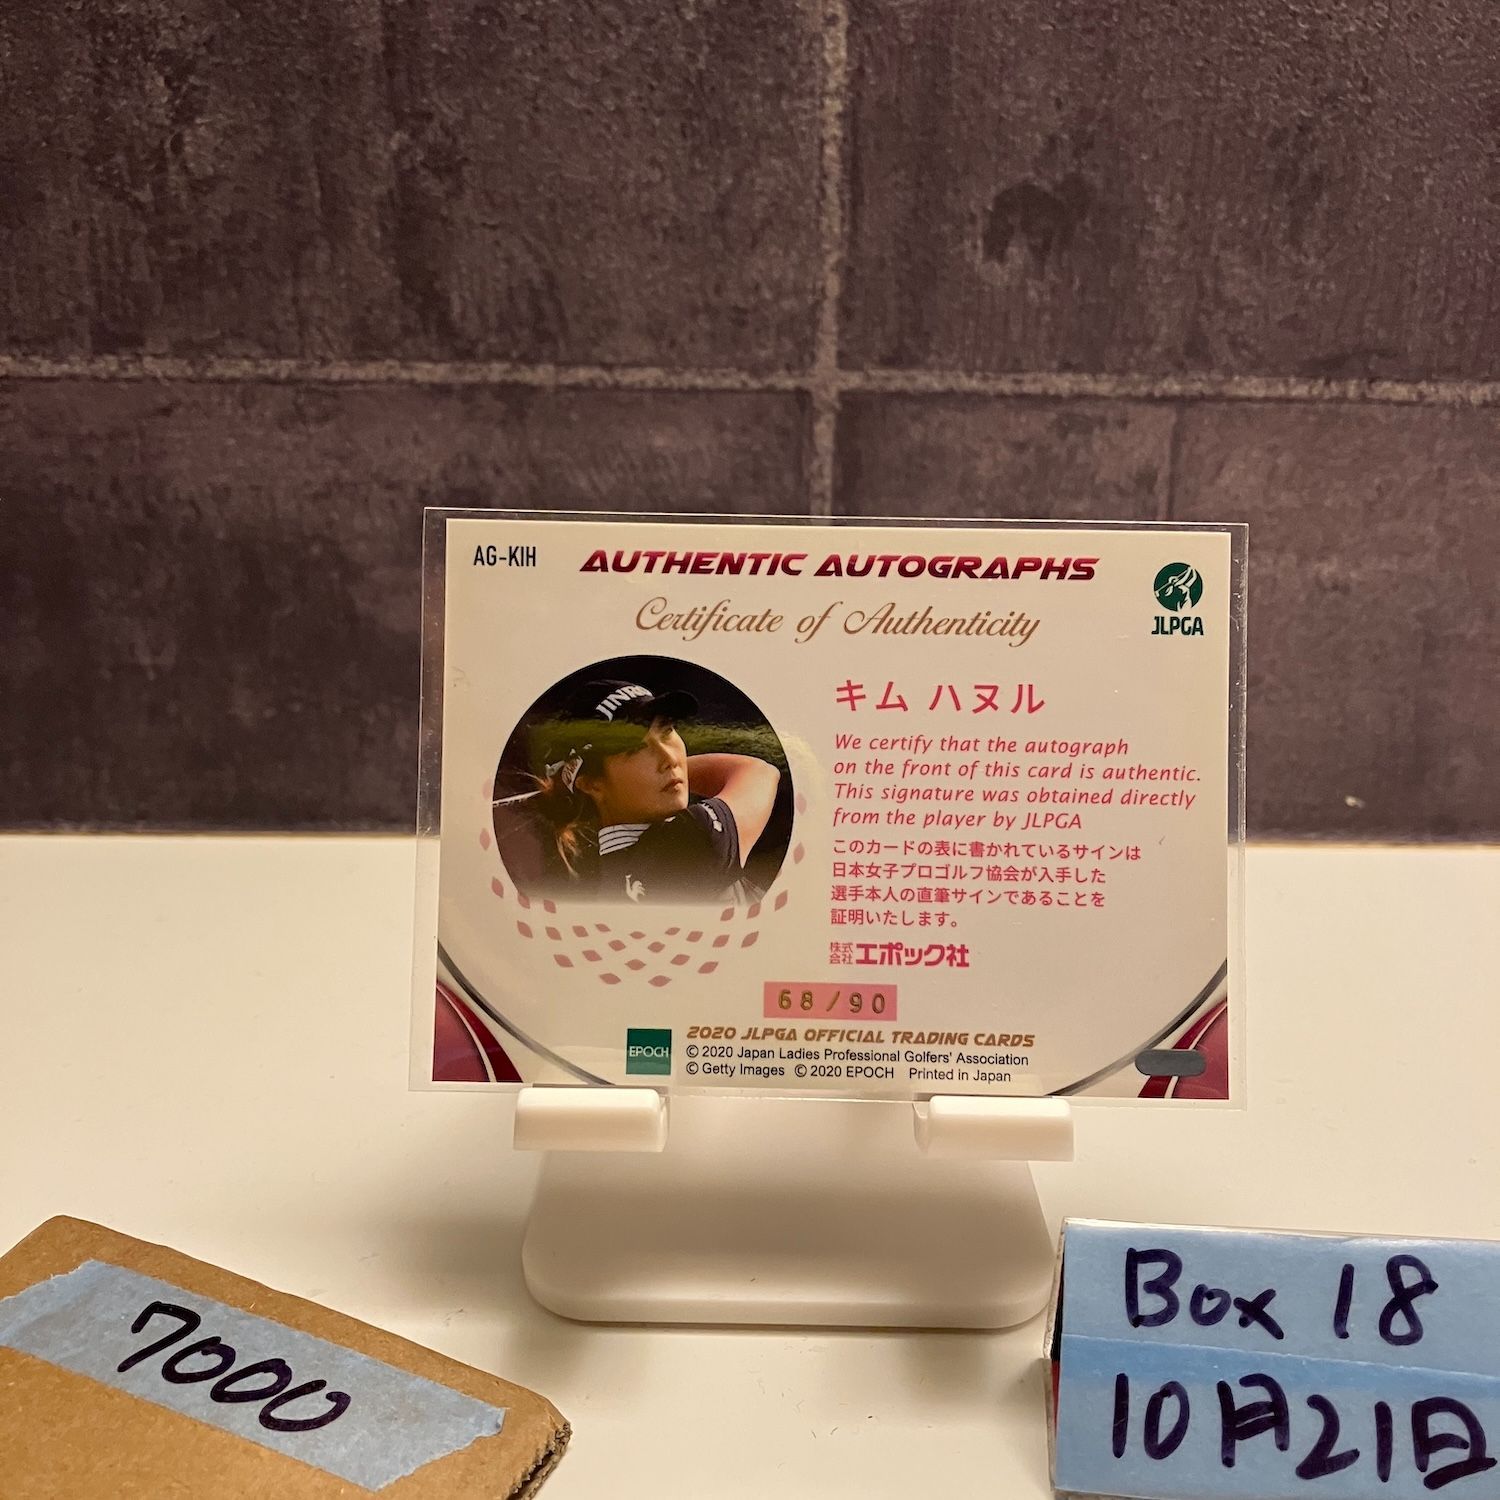 AG-KIH
AUTHENTIC AUTOGRAPHS
Certificate of Authenticity
JLPGA
JINRO
キム ハヌル
We certify that the autograph
on the front of this card is authentic.
This signature was obtained directly
from the player by JLPGA
このカードの表に書かれているサインは
日本女子プロゴルフ協会が入手した
選手本人の直筆サインであることを
証明いたします。
株式会社エポック社
68/90
EPOCH
2020 JLPGA OFFICIAL TRADING CARDS
© 2020 Japan Ladies Professional Golfers' Association
© Getty Images © 2020 EPOCH Printed in Japan
7000
Box 18
10月21日